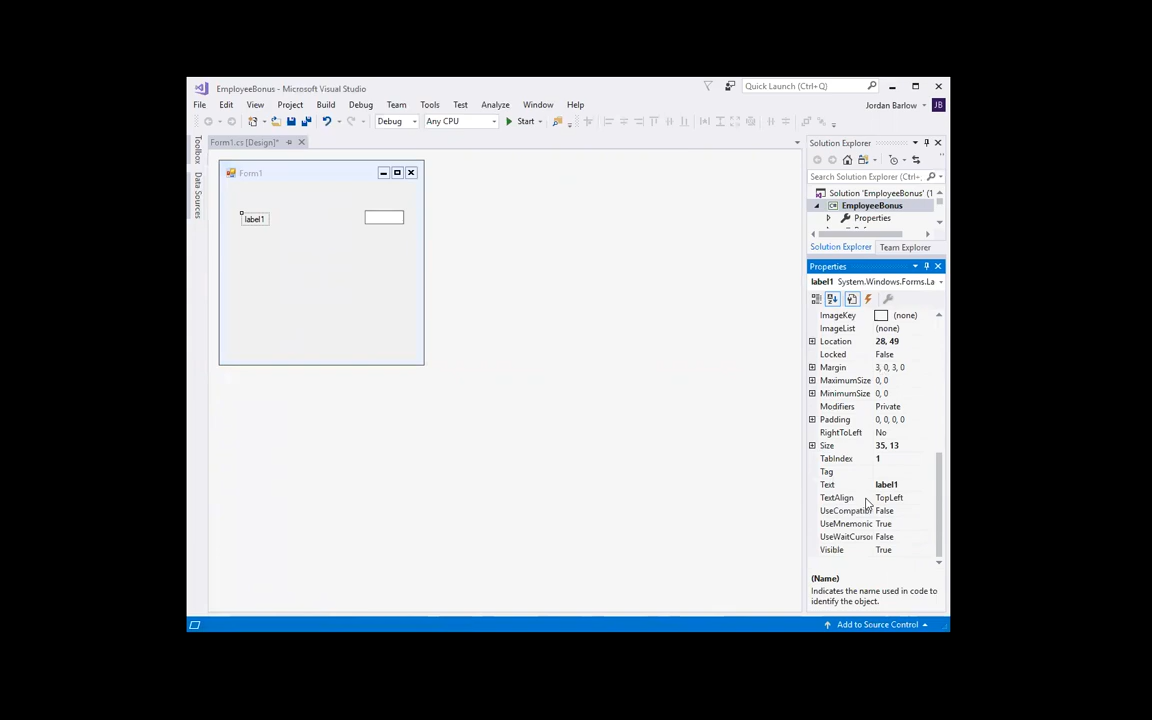 EmployeeBonus - Microsoft Visual Studio
Quick Launch (Ctrl+Q)
File Edit View Project Build Debug Team Tools Test Analyze Window Help
Jordan Barlow JB
Debug Any CPU Start
Toolbox
Data Sources
Form1.cs [Design]*
Form1
label1
Solution Explorer
Search Solution Explorer (Ctrl+;
Solution 'EmployeeBonus' (1
C# EmployeeBonus
Properties
Solution Explorer Team Explorer
Properties
label1 System.Windows.Forms.La
ImageKey (none)
ImageList (none)
Location 28, 49
Locked False
Margin 3, 0, 3, 0
MaximumSize 0, 0
MinimumSize 0, 0
Modifiers Private
Padding 0, 0, 0, 0
RightToLeft No
Size 35, 13
TabIndex 1
Tag
Text label1
TextAlign TopLeft
UseCompatib False
UseMnemonic True
UseWaitCursor False
Visible True
(Name)
Indicates the name used in code to
identify the object.
Add to Source Control